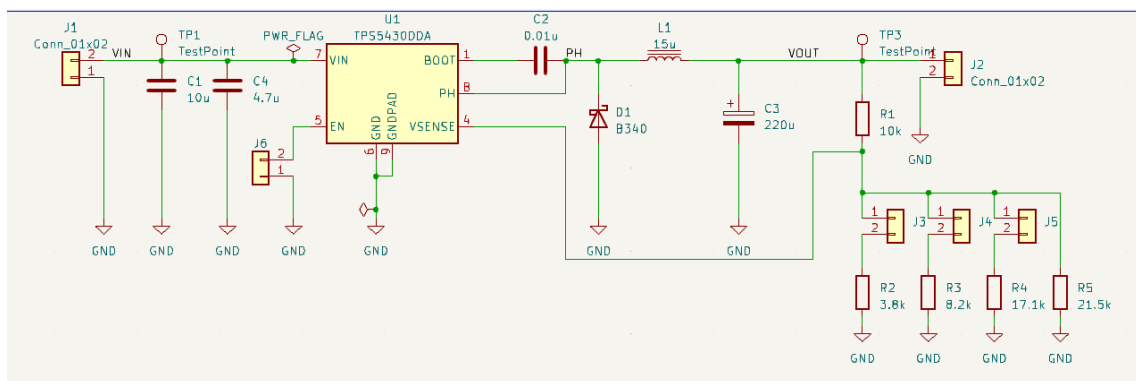 J1
Conn_01x02
2
1
VIN
TP1
TestPoint
C1
10u
C4
4.7u
PWR_FLAG
U1
TPS5430DDA
7
VIN
BOOT
1
PH
8
5
EN
VSENSE
4
GND
GNDPAD
6
9
J6
2
1
C2
0.01u
PH
L1
15u
D1
B340
VOUT
C3
220u
TP3
TestPoint
1
2
J2
Conn_01x02
R1
10k
GND
GND
GND
GND
GND
GND
GND
GND
1
2
J3
1
2
J4
1
2
J5
R2
3.8k
R3
8.2k
R4
17.1k
R5
21.5k
GND
GND
GND
GND